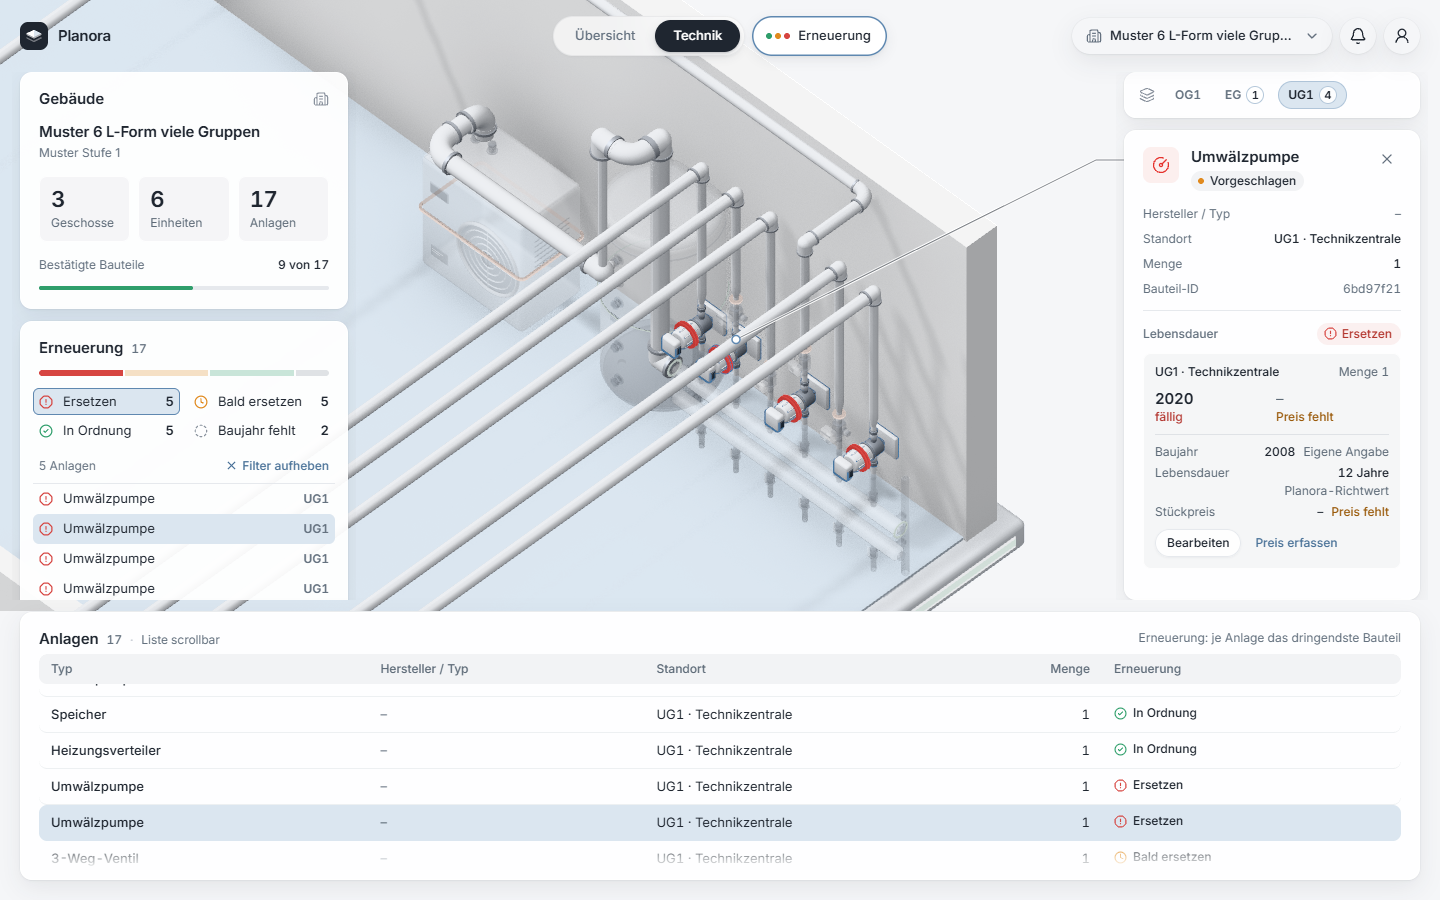 Planora
Übersicht
Technik
Erneuerung
Muster 6 L-Form viele Grup...
Gebäude
Muster 6 L-Form viele Gruppen
Muster Stufe 1
3 6 17
Geschosse Einheiten Anlagen
Bestätigte Bauteile 9 von 17
Erneuerung 17
Ersetzen 5 Bald ersetzen 5
In Ordnung 5 Baujahr fehlt 2
5 Anlagen Filter aufheben
Umwälzpumpe UG1
Umwälzpumpe UG1
Umwälzpumpe UG1
Umwälzpumpe UG1
OG1 EG 1 UG1 4
Umwälzpumpe
Vorgeschlagen
Hersteller / Typ –
Standort UG1 · Technikzentrale
Menge 1
Bauteil-ID 6bd97f21
Lebensdauer Ersetzen
UG1 · Technikzentrale Menge 1
2020 –
fällig Preis fehlt
Baujahr 2008 Eigene Angabe
Lebensdauer 12 Jahre
Planora-Richtwert
Stückpreis – Preis fehlt
Bearbeiten Preis erfassen
Anlagen 17 · Liste scrollbar Erneuerung: je Anlage das dringendste Bauteil
Typ Hersteller / Typ Standort Menge Erneuerung
Speicher – UG1 · Technikzentrale 1 In Ordnung
Heizungsverteiler – UG1 · Technikzentrale 1 In Ordnung
Umwälzpumpe – UG1 · Technikzentrale 1 Ersetzen
Umwälzpumpe – UG1 · Technikzentrale 1 Ersetzen
3-Weg-Ventil – UG1 · Technikzentrale 1 Bald ersetzen